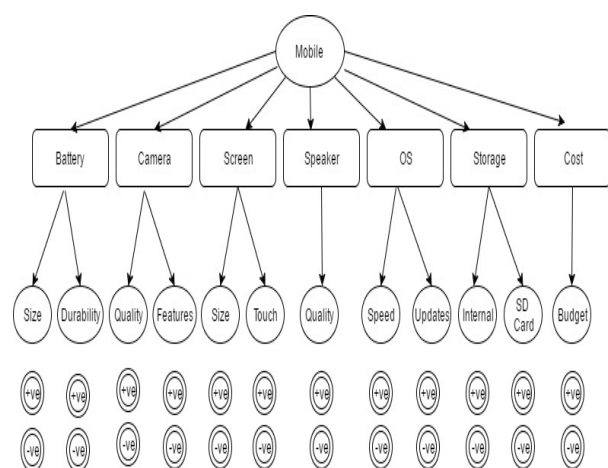 Mobile
Battery Camera Screen Speaker OS Storage Cost
Size Durability Quality Features Size Touch Quality Speed Updates Internal SD Card Budget
+ve +ve +ve +ve +ve +ve +ve +ve +ve +ve +ve +ve
-ve -ve -ve -ve -ve -ve -ve -ve -ve -ve -ve -ve